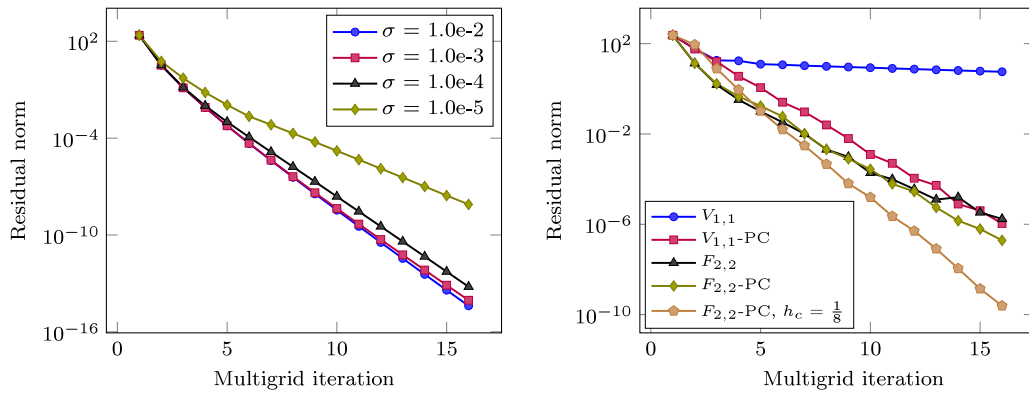 10^2
10^−4
10^−10
10^−16
0
5
10
15
Multigrid iteration
Residual norm
σ = 1.0e-2
σ = 1.0e-3
σ = 1.0e-4
σ = 1.0e-5
10^2
10^−2
10^−6
10^−10
0
5
10
15
Multigrid iteration
Residual norm
V_{1,1}
V_{1,1}-PC
F_{2,2}
F_{2,2}-PC
F_{2,2}-PC, h_c = 1/8